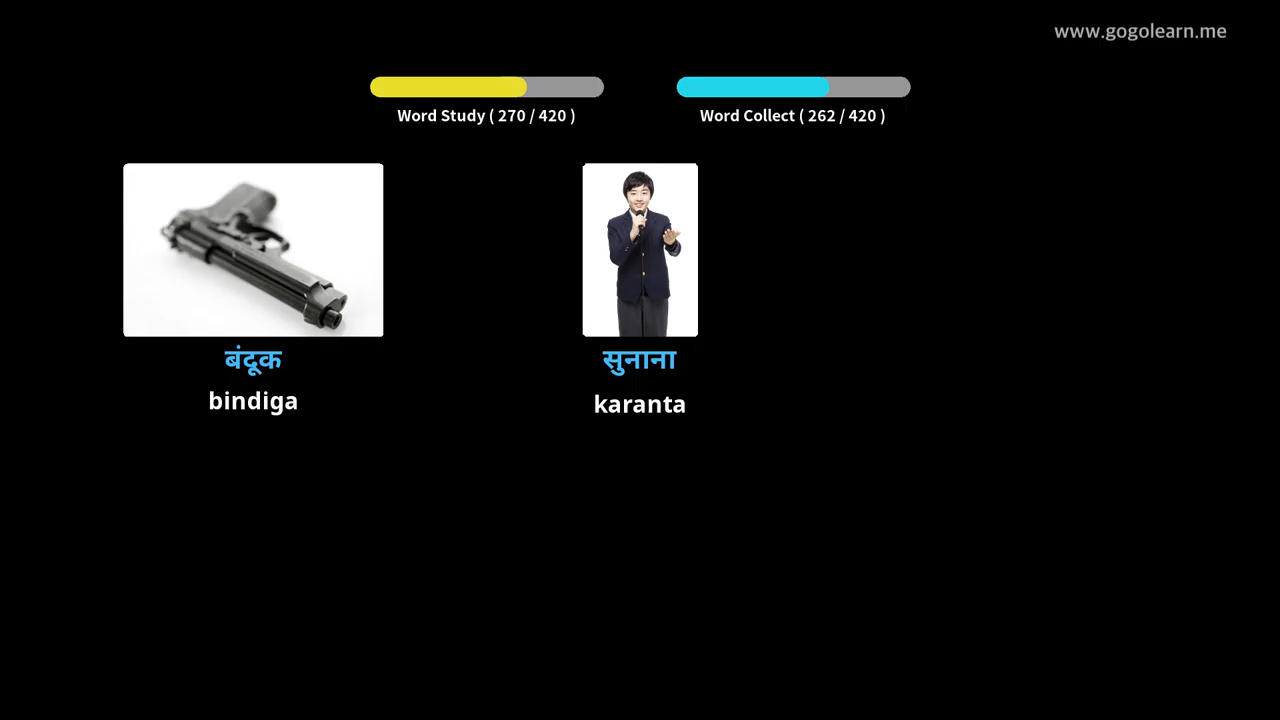 www.gogolearn.me
Word Study ( 270 / 420 )
Word Collect ( 262 / 420 )
बंदूक
bindiga
सुनाना
karanta